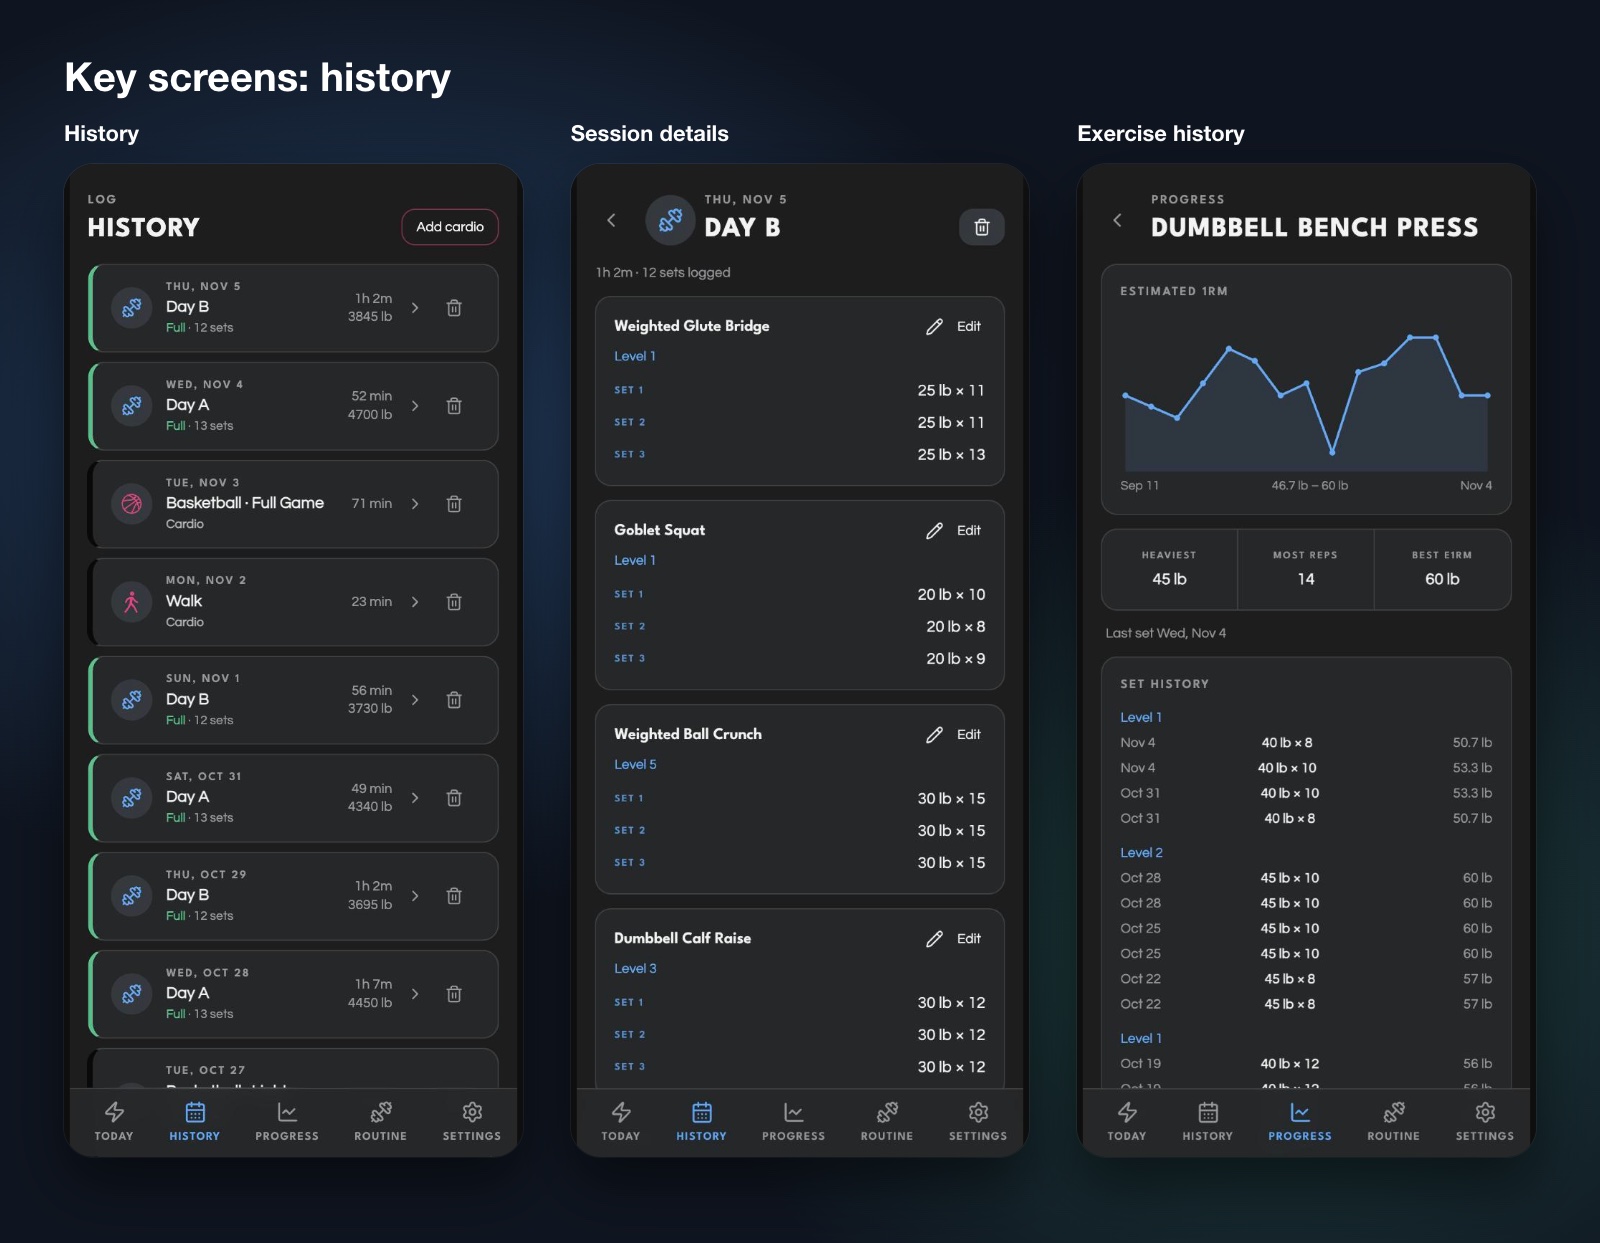 Key screens: history
History
LOG
HISTORY
Add cardio
THU, NOV 5
Day B
Full · 12 sets
1h 2m
3845 lb
WED, NOV 4
Day A
Full · 13 sets
52 min
4700 lb
TUE, NOV 3
Basketball · Full Game
Cardio
71 min
MON, NOV 2
Walk
Cardio
23 min
SUN, NOV 1
Day B
Full · 12 sets
56 min
3730 lb
SAT, OCT 31
Day A
Full · 13 sets
49 min
4340 lb
THU, OCT 29
Day B
Full · 12 sets
1h 2m
3695 lb
WED, OCT 28
Day A
Full · 13 sets
1h 7m
4450 lb
TUE, OCT 27
TODAY
HISTORY
PROGRESS
ROUTINE
SETTINGS
Session details
THU, NOV 5
DAY B
1h 2m · 12 sets logged
Weighted Glute Bridge
Edit
Level 1
SET 1 25 lb × 11
SET 2 25 lb × 11
SET 3 25 lb × 13
Goblet Squat
Edit
Level 1
SET 1 20 lb × 10
SET 2 20 lb × 8
SET 3 20 lb × 9
Weighted Ball Crunch
Edit
Level 5
SET 1 30 lb × 15
SET 2 30 lb × 15
SET 3 30 lb × 15
Dumbbell Calf Raise
Edit
Level 3
SET 1 30 lb × 12
SET 2 30 lb × 12
SET 3 30 lb × 12
TODAY
HISTORY
PROGRESS
ROUTINE
SETTINGS
Exercise history
PROGRESS
DUMBBELL BENCH PRESS
ESTIMATED 1RM
Sep 11 46.7 lb – 60 lb Nov 4
HEAVIEST
45 lb
MOST REPS
14
BEST E1RM
60 lb
Last set Wed, Nov 4
SET HISTORY
Level 1
Nov 4 40 lb × 8 50.7 lb
Nov 4 40 lb × 10 53.3 lb
Oct 31 40 lb × 10 53.3 lb
Oct 31 40 lb × 8 50.7 lb
Level 2
Oct 28 45 lb × 10 60 lb
Oct 28 45 lb × 10 60 lb
Oct 25 45 lb × 10 60 lb
Oct 25 45 lb × 10 60 lb
Oct 22 45 lb × 8 57 lb
Oct 22 45 lb × 8 57 lb
Level 1
Oct 19 40 lb × 12 56 lb
TODAY
HISTORY
PROGRESS
ROUTINE
SETTINGS